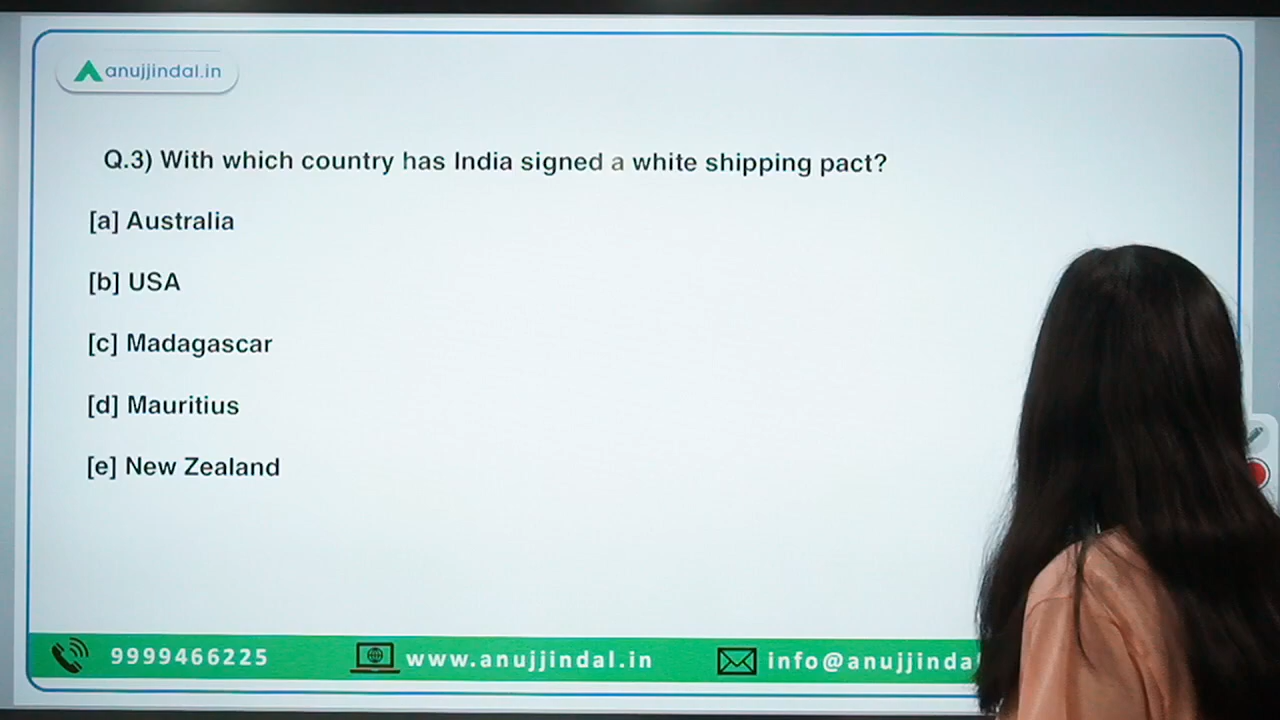 anujjindal.in
Q.3) With which country has India signed a white shipping pact?
[a] Australia
[b] USA
[c] Madagascar
[d] Mauritius
[e] New Zealand
9999466225 www.anujjindal.in info@anujjinda